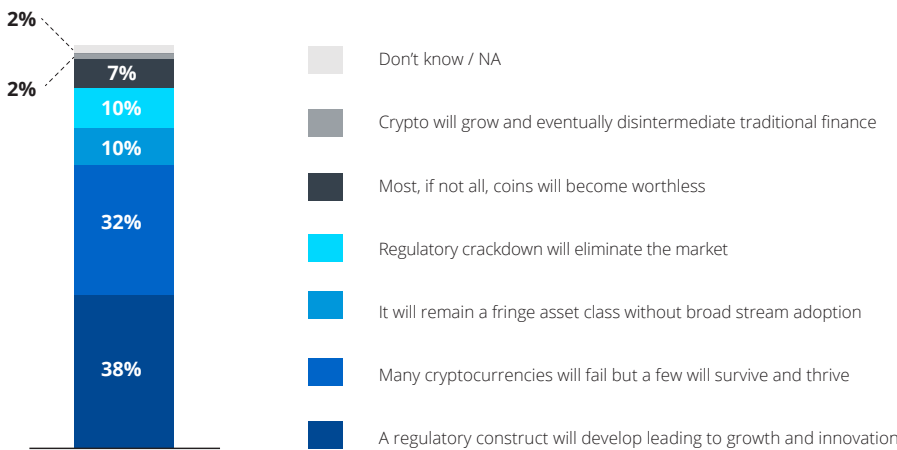 2%
2%
7%
10%
10%
32%
38%
Don’t know / NA
Crypto will grow and eventually disintermediate traditional finance
Most, if not all, coins will become worthless
Regulatory crackdown will eliminate the market
It will remain a fringe asset class without broad stream adoption
Many cryptocurrencies will fail but a few will survive and thrive
A regulatory construct will develop leading to growth and innovation